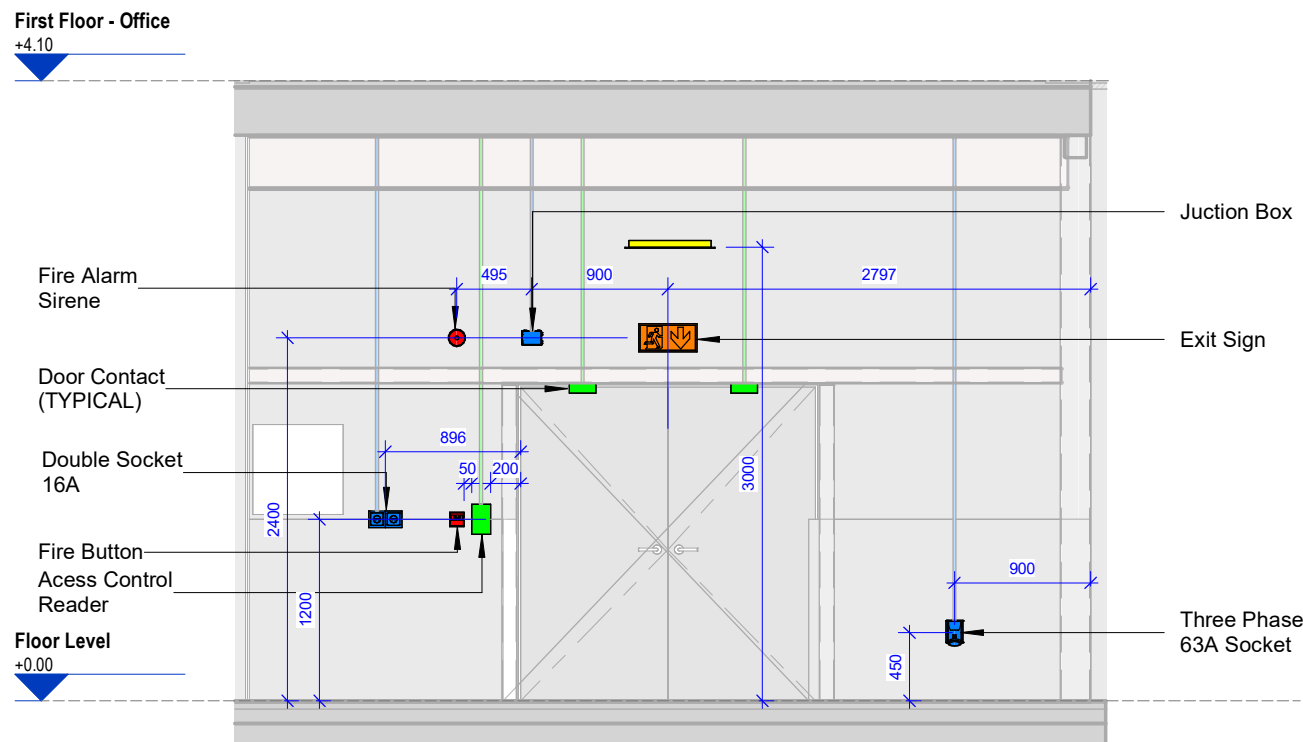 First Floor - Office
+4.10
Juction Box
Fire Alarm
Sirene
495
900
2797
Exit Sign
Door Contact
(TYPICAL)
896
Double Socket
16A
50
200
3000
2400
Fire Button
Acess Control
Reader
1200
900
Three Phase
63A Socket
450
Floor Level
+0.00